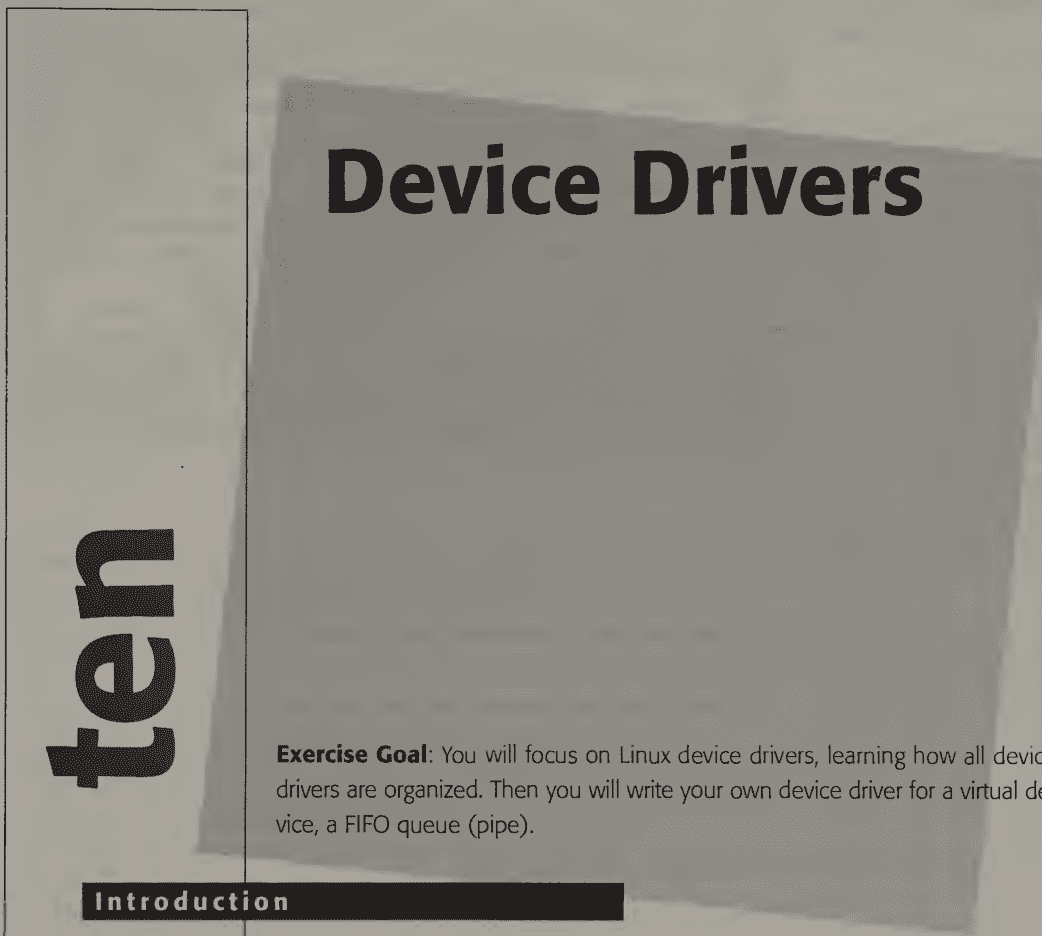 Device Drivers
ten
Exercise Goal: You will focus on Linux device drivers, learning how all devic
drivers are organized. Then you will write your own device driver for a virtual de
vice, a FIFO queue (pipe).
Introduction